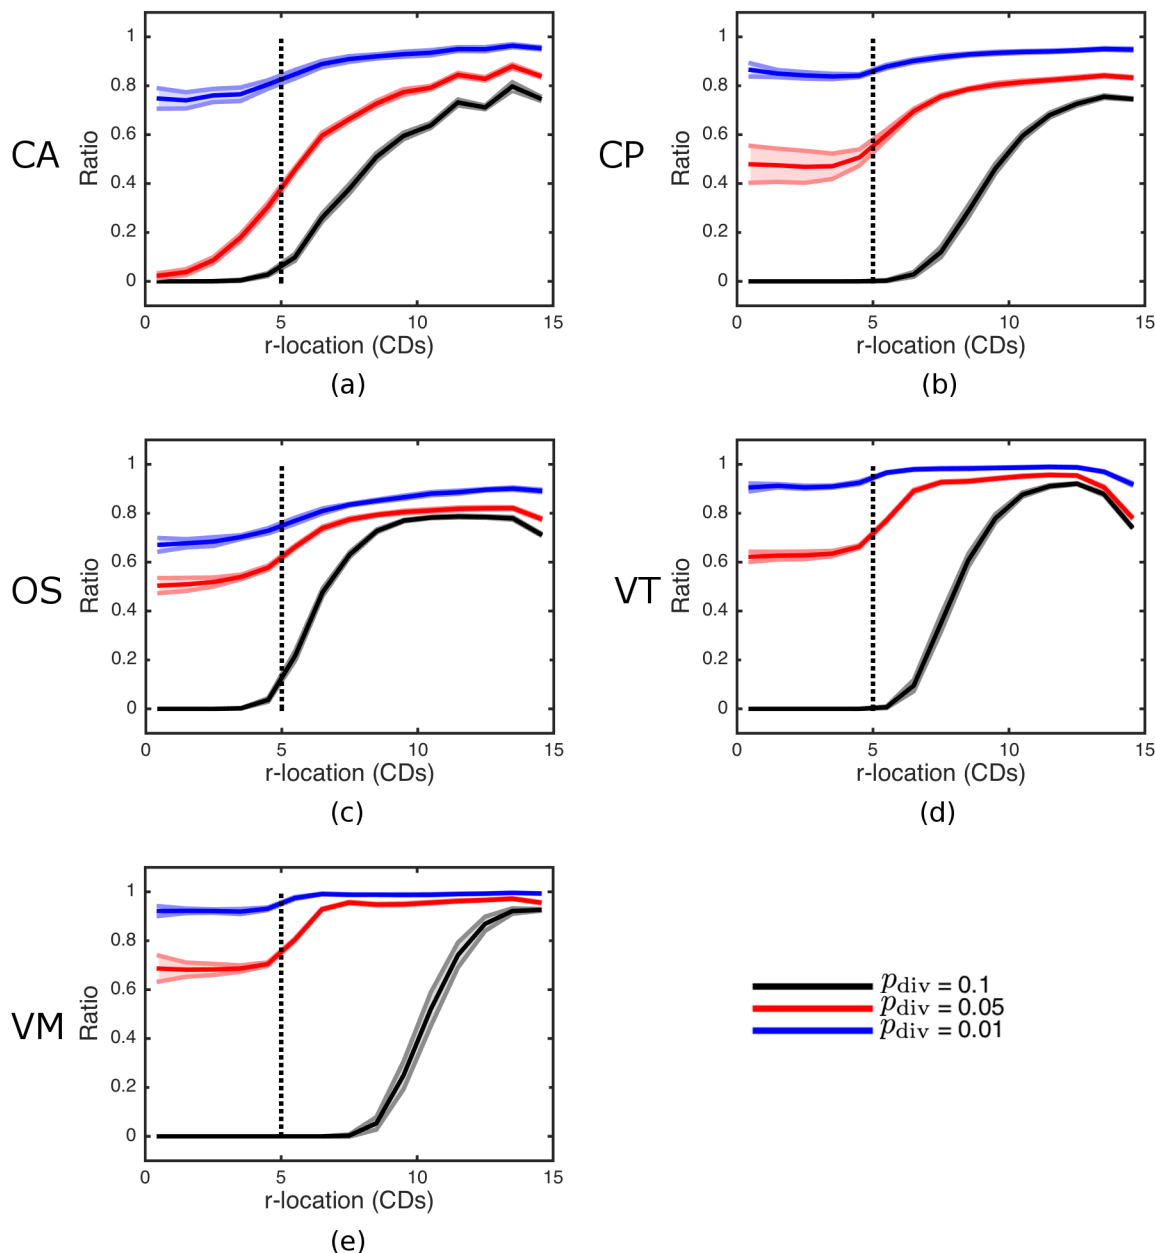 CA
Ratio
1
0.8
0.6
0.4
0.2
0
0 5 10 15
r-location (CDs)
(a)
CP
Ratio
1
0.8
0.6
0.4
0.2
0
0 5 10 15
r-location (CDs)
(b)
OS
Ratio
1
0.8
0.6
0.4
0.2
0
0 5 10 15
r-location (CDs)
(c)
VT
Ratio
1
0.8
0.6
0.4
0.2
0
0 5 10 15
r-location (CDs)
(d)
VM
Ratio
1
0.8
0.6
0.4
0.2
0
0 5 10 15
r-location (CDs)
(e)
p_div = 0.1
p_div = 0.05
p_div = 0.01